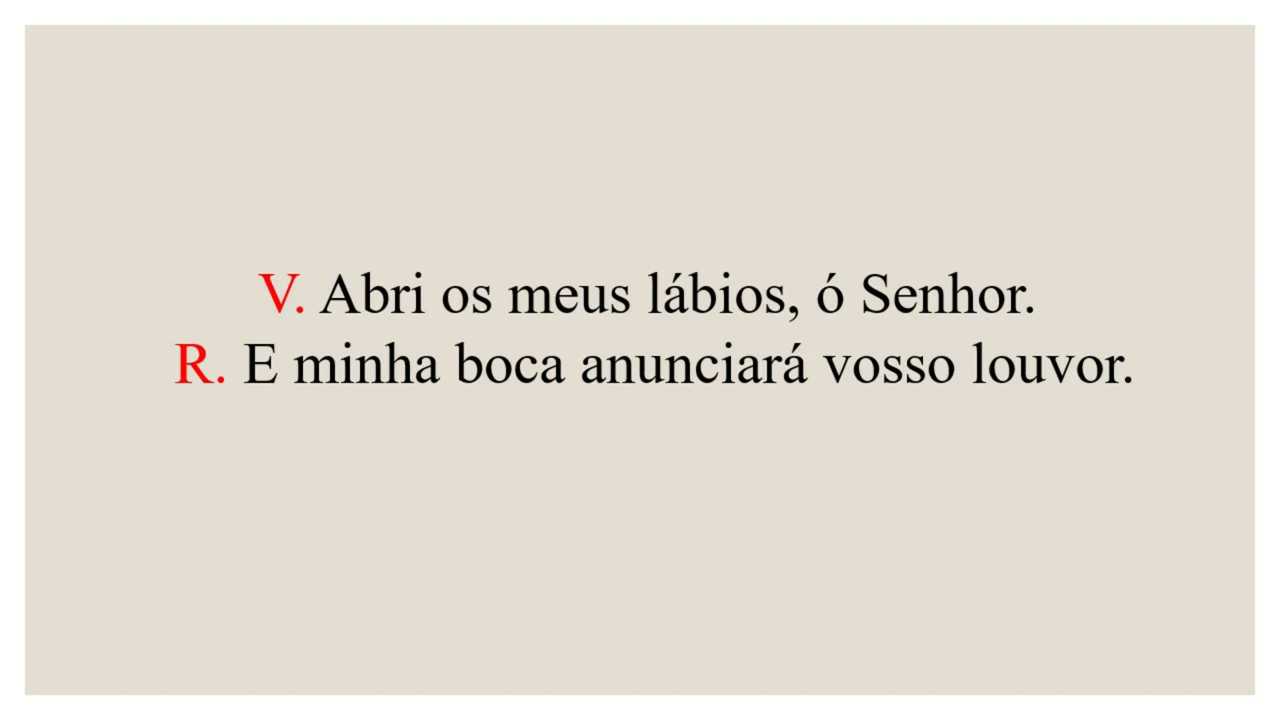 V. Abri os meus lábios, ó Senhor.
R. E minha boca anunciará vosso louvor.